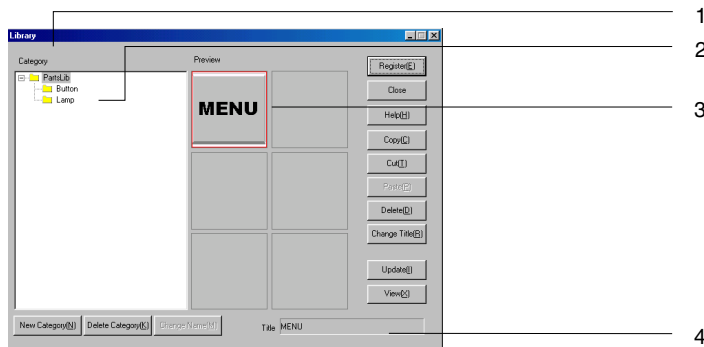 1
Library
2
Category
Preview
Register(E)
PartsLib
Button
Lamp
Close
MENU
Help(H)
3
Copy(C)
Cut(T)
Paste(P)
Delete(D)
Change Title(R)
Update(I)
View(X)
New Category(N)
Delete Category(K)
Change Name(M)
Title
MENU
4